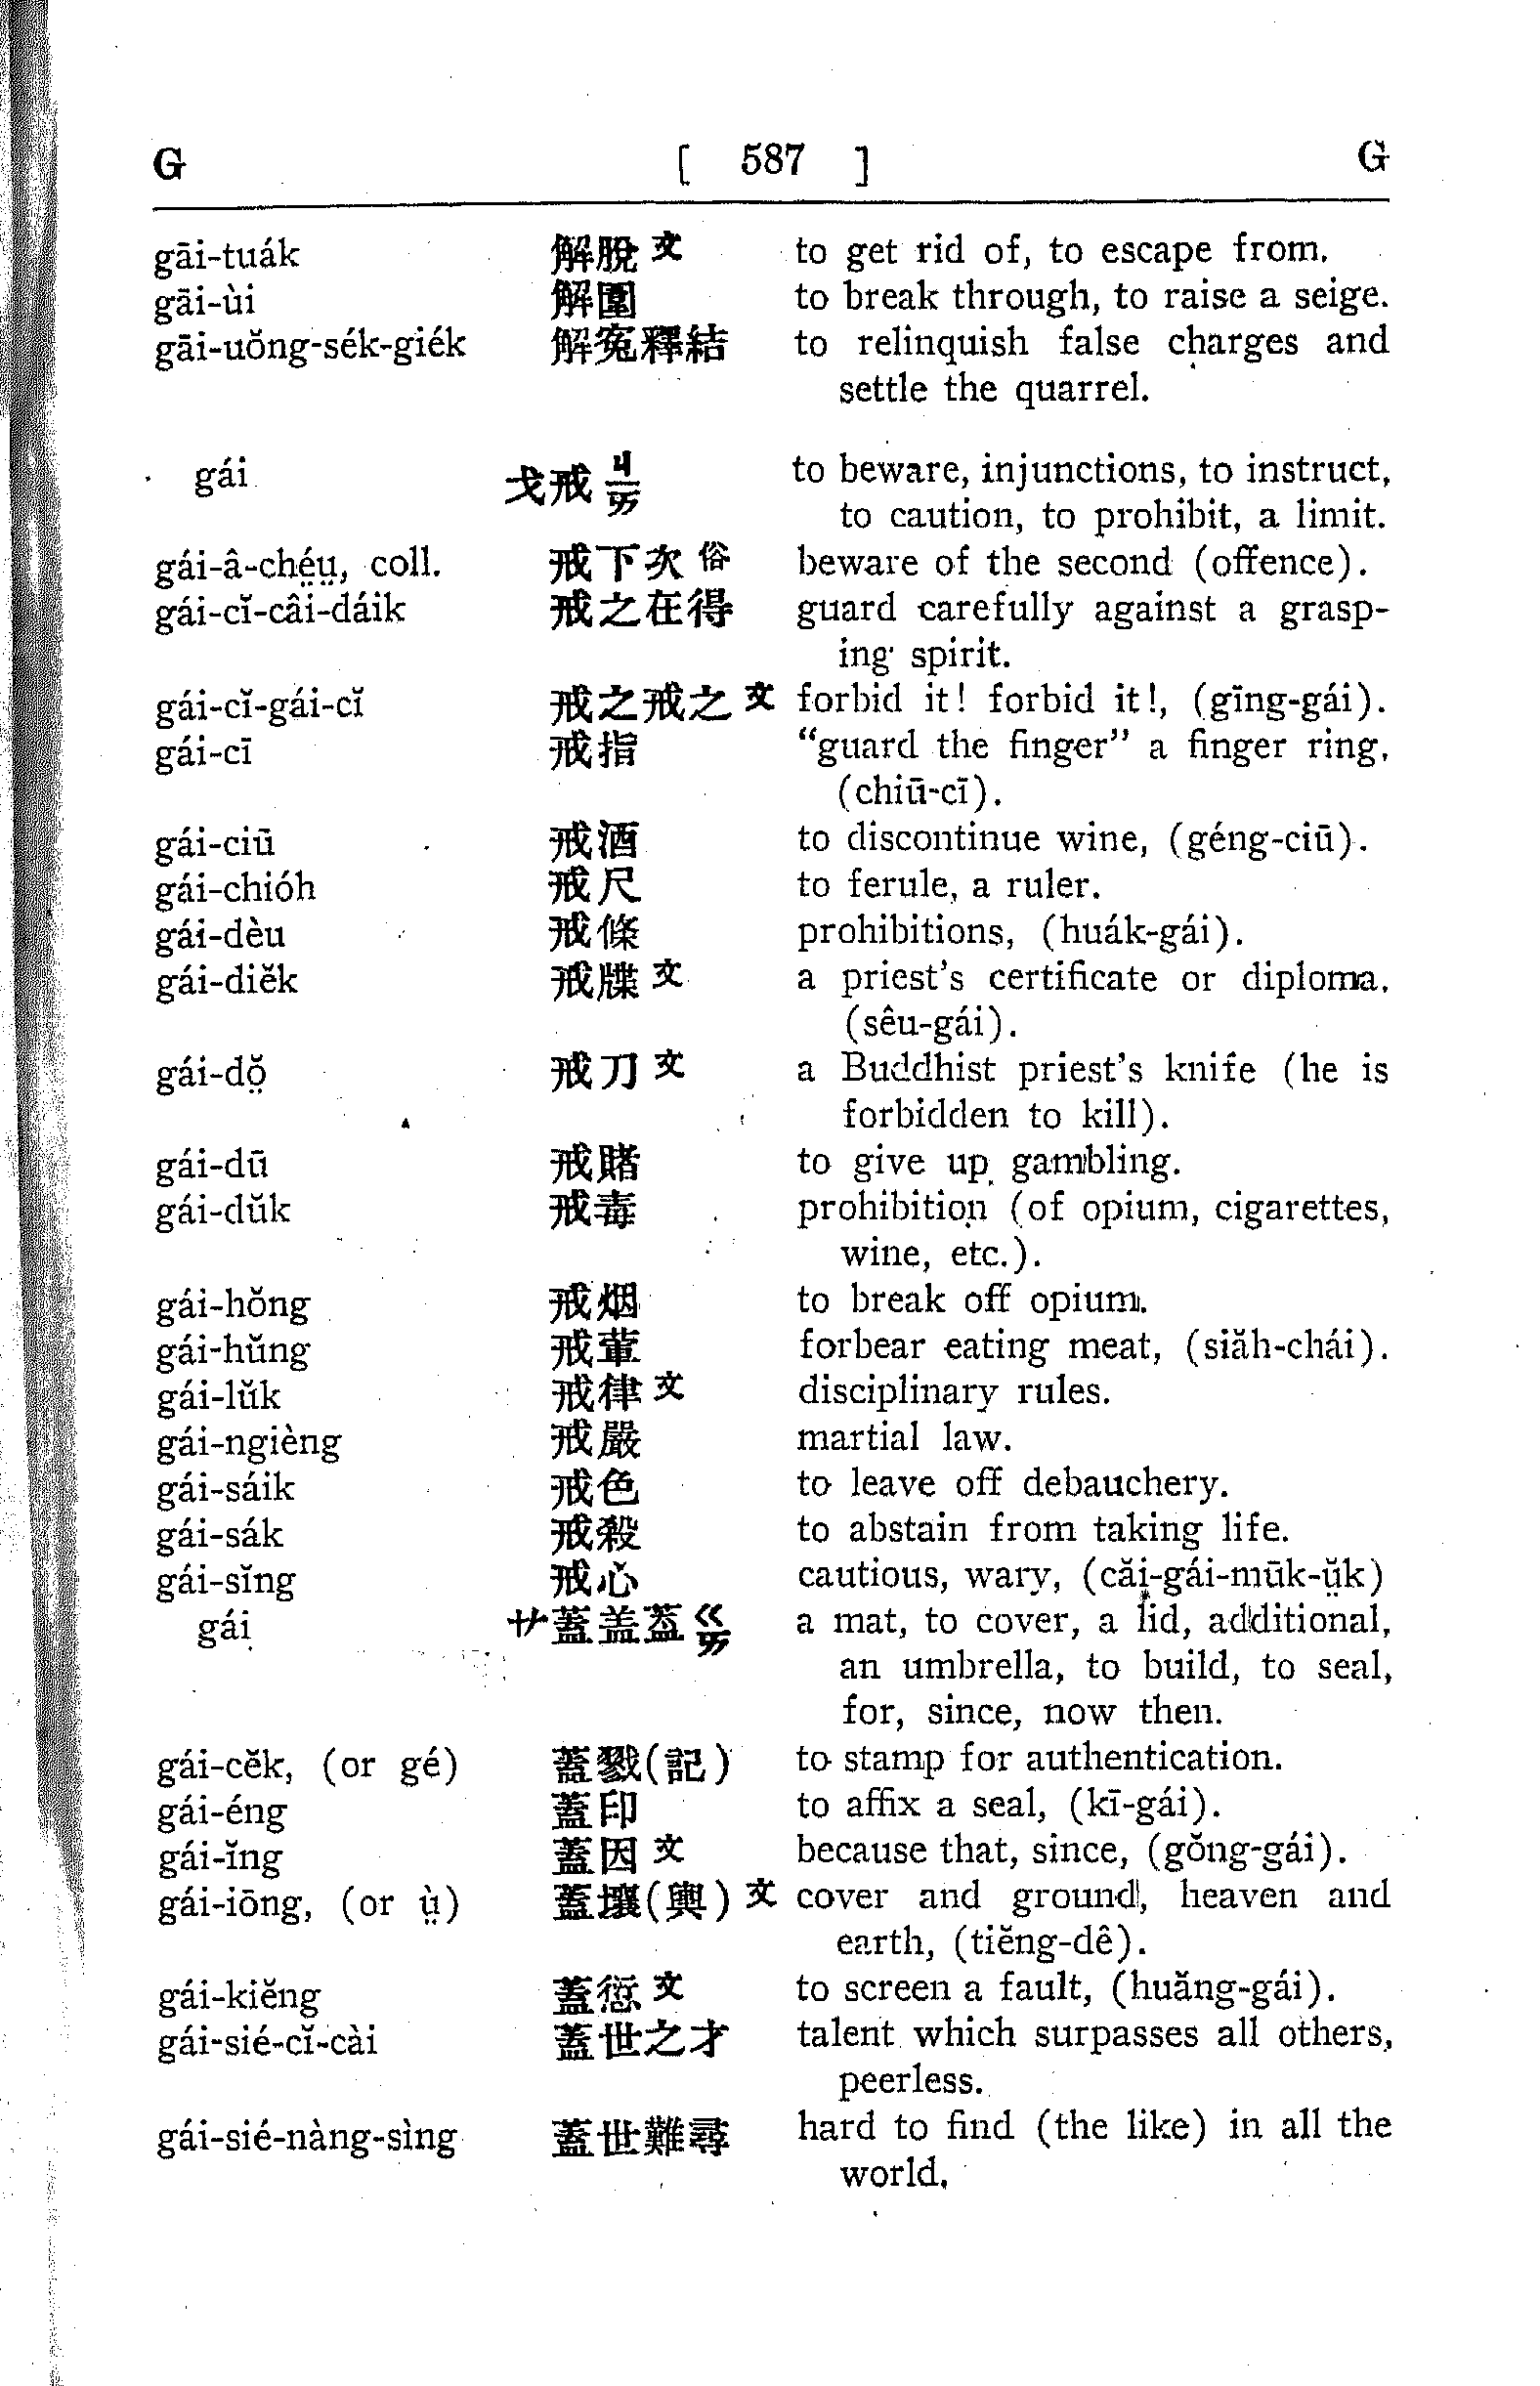 G [ 587 ] G
gāi-tuák 解脫文 to get rid of, to escape from.
gāi-ùi 解圍 to break through, to raise a seige.
gāi-uŏng-sék-giék 解寃釋結 to relinquish false charges and
settle the quarrel.
gái 戈戒ㄐㄧㄞ to beware, injunctions, to instruct,
to caution, to prohibit, a limit.
gái-â-ché̤ṳ, coll. 戒下次俗 beware of the second (offence).
gái-cĭ-câi-dáik 戒之在得 guard carefully against a grasp-
ing spirit.
gái-cĭ-gái-cĭ 戒之戒之文 forbid it! forbid it!, (gīng-gái).
gái-cī 戒指 “guard the finger” a finger ring,
(chiū-cī).
gái-ciū 戒酒 to discontinue wine, (géng-ciū).
gái-chióh 戒尺 to ferule, a ruler.
gái-dèu 戒條 prohibitions, (huák-gái).
gái-diĕk 戒牒文 a priest’s certificate or diploma,
(sêu-gái).
gái-dŏ̤ 戒刀文 a Buddhist priest’s knife (he is
forbidden to kill).
gái-dū 戒賭 to give up gambling.
gái-dŭk 戒毒 prohibition (of opium, cigarettes,
wine, etc.).
gái-hŏng 戒烟 to break off opium.
gái-hŭng 戒葷 forbear eating meat, (siăh-chái).
gái-lŭk 戒律文 disciplinary rules.
gái-ngièng 戒嚴 martial law.
gái-sáik 戒色 to leave off debauchery.
gái-sák 戒殺 to abstain from taking life.
gái-sĭng 戒心 cautious, wary, (căi-gái-mūk-ṳ̆k)
gái 艹蓋盖葢ㄍㄞ a mat, to cover, a lid, additional,
an umbrella, to build, to seal,
for, since, now then.
gái-cĕk, (or gé) 蓋戳(記) to stamp for authentication.
gái-éng 蓋印 to affix a seal, (kī-gái).
gái-ĭng 蓋因文 because that, since, (gŏng-gái).
gái-iōng, (or ṳ̀) 蓋壤(輿)文 cover and ground, heaven and
earth, (tiĕng-dê).
gái-kiĕng 蓋愆文 to screen a fault, (huăng-gái).
gái-sié-cĭ-cài 蓋世之才 talent which surpasses all others,
peerless.
gái-sié-nàng-sìng 蓋世難尋 hard to find (the like) in all the
world.